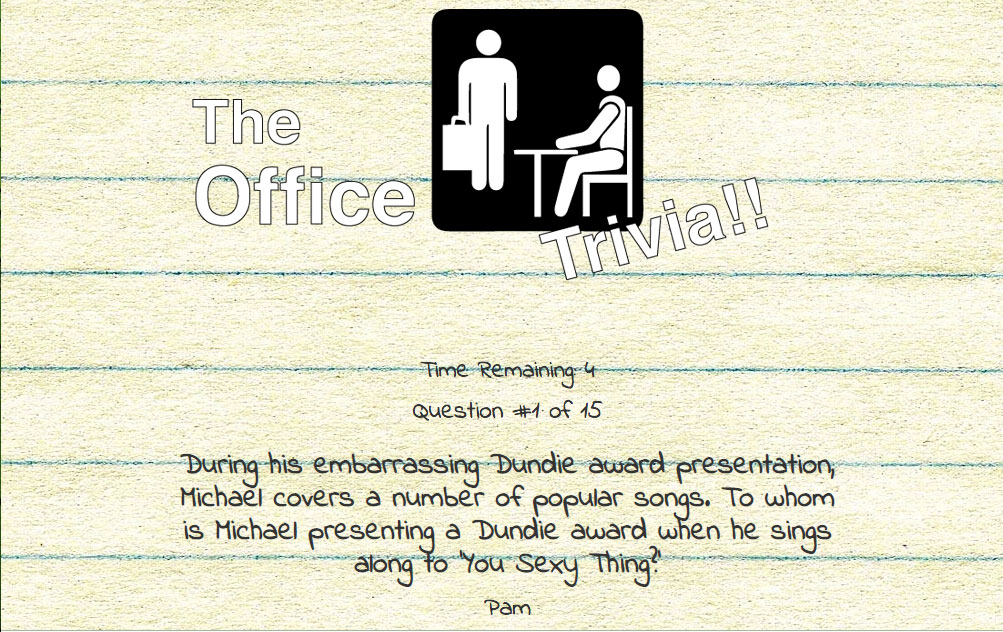 The
Office
Trivia!!
Time Remaining: 4
Question #1 of 15
During his embarrassing Dundie award presentation,
Michael covers a number of popular songs. To whom
is Michael presenting a Dundie award when he sings
along to 'You Sexy Thing?'
Pam